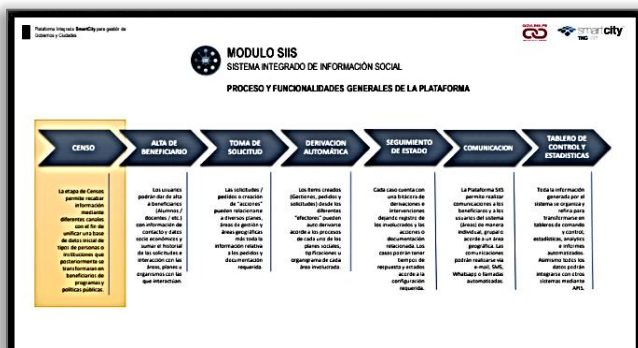 Plataforma Integrada SmartCity para gestión de
Gobiernos y Ciudades
GOVI.INN.PE
smartcity
TNG
MODULO SIIS
SISTEMA INTEGRADO DE INFORMACIÓN SOCIAL
PROCESO Y FUNCIONALIDADES GENERALES DE LA PLATAFORMA
CENSO
La etapa de Censos
permite recabar
información
mediante
diferentes canales
con el fin de
unificar una base
de datos inicial de
tipos de personas o
instituciones que
posteriormente se
transformarán en
beneficiarios de
programas y
políticas públicas.
ALTA DE
BENEFICIARIO
Los usuarios
podrán dar de alta
a beneficiarios
(Alumnos /
docentes / etc.)
con información de
contacto y datos
socio económicos y
sumar el historial
de las solicitudes e
interacción con las
áreas, planes u
organismos con las
que interactúan.
TOMA DE
SOLICITUD
Las solicitudes /
pedidos o creación
de "acciones"
pueden relacionarse
a diversos planes,
áreas de gestión y
áreas geográficas
más toda la
información relativa
a los pedidos y
documentación
requerida.
DERIVACION
AUTOMÁTICA
Los ítems creados
(Gestiones, pedidos y
solicitudes) desde los
diferentes
"efectores" pueden
auto derivarse
acorde a los procesos
de cada uno de los
planes sociales,
tipificaciones u
organigrama de cada
área involucrada.
SEGUIMIENTO
DE ESTADO
Cada caso cuenta con
una bitácora de
derivaciones e
intervenciones
dejando registro de
los involucrados y las
acciones o
documentación
relacionada. Los
casos podrán tener
tiempos de
respuesta y estados
acorde a la
configuración
requerida.
COMUNICACION
La Plataforma SIIS
permite realizar
comunicaciones a los
beneficiarios y a los
usuarios del sistema
(áreas) de manera
individual, grupal o
acorde a un área
geográfica. Las
comunicaciones
podrán realizarse vía
e-mail, SMS,
Whatsapp o llamadas
automatizadas.
TABLERO DE
CONTROL Y
ESTADISTICAS
Toda la información
generada por el
sistema se organiza y
refina para
transformarse en
tableros de comando
y control,
estadísticas, analytics
e informes
automatizados.
Asimismo todos los
datos podrán
integrarse con otros
sistemas mediante
APIS.